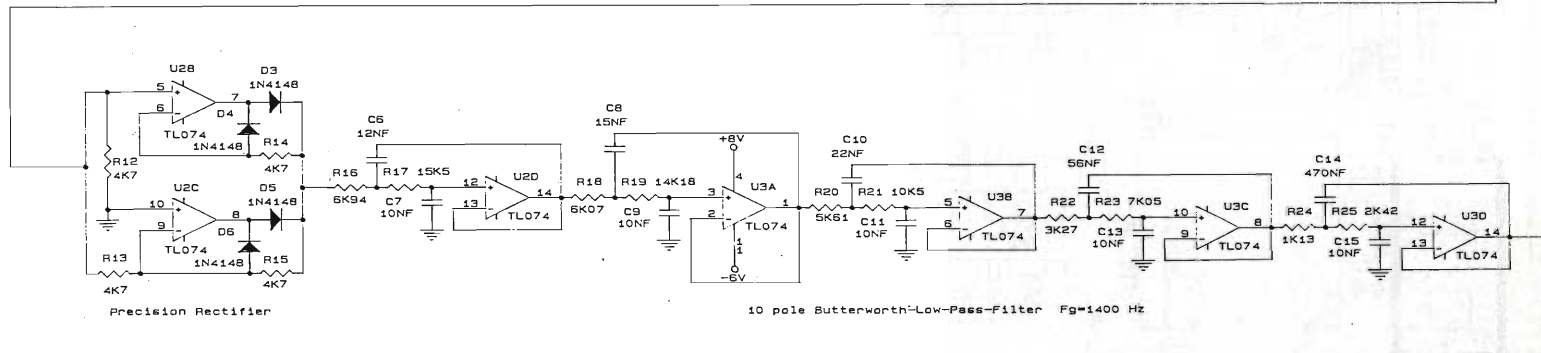 U2B
D3
1N4148
5
6
7
D4
TL074
1N4148
R14
4K7
R12
4K7
U2C
D5
1N4148
10
9
8
D6
TL074
1N4148
R13
4K7
R15
4K7
Precision Rectifier
C6
12NF
R16
6K94
R17 15K5
C7
10NF
U2D
12
13
14
TL074
C8
15NF
R18
6K07
R19 14K18
C9
10NF
+8V
4
U3A
3
2
1
TL074
1
1
-6V
C10
22NF
R20
5K61
R21 10K5
C11
10NF
U3B
5
6
7
TL074
C12
56NF
R22
3K27
R23 7K05
C13
10NF
U3C
10
9
8
TL074
C14
470NF
R24
1K13
R25 2K42
C15
10NF
U3D
12
13
14
TL074
10 pole Butterworth-Low-Pass-Filter Fg=1400 Hz